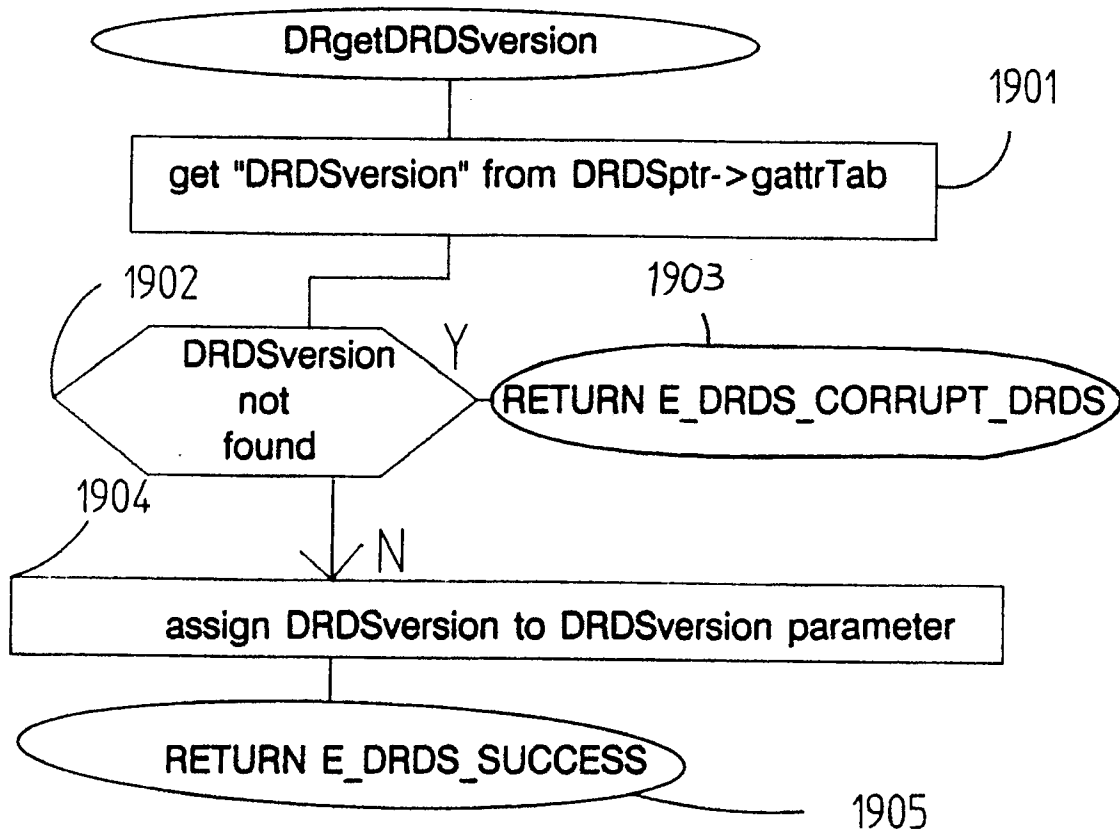 DRgetDRDSversion
1901
get "DRDSversion" from DRDSptr->gattrTab
1902
1903
DRDSversion
not
found
Y
RETURN E_DRDS_CORRUPT_DRDS
1904
N
assign DRDSversion to DRDSversion parameter
RETURN E_DRDS_SUCCESS
1905